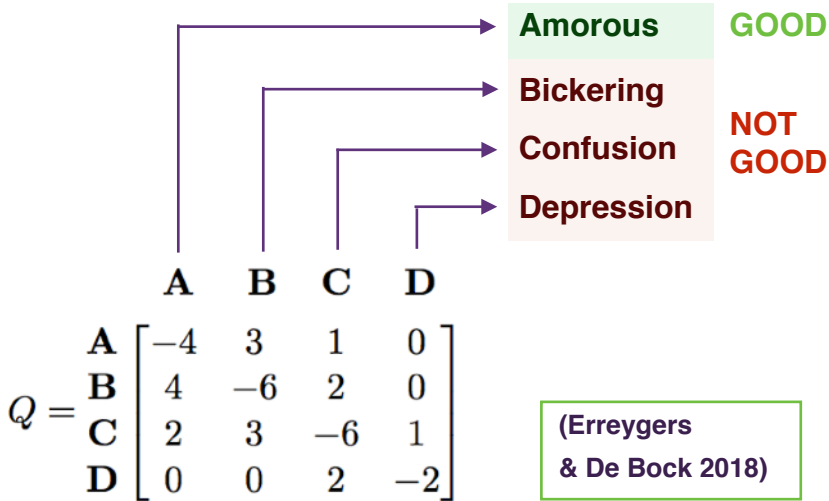 Amorous GOOD
Bickering
NOT
Confusion GOOD
Depression
A B C D
A −4 3 1 0
B 4 −6 2 0
Q = C 2 3 −6 1
D 0 0 2 −2
(Erreygers
& De Bock 2018)